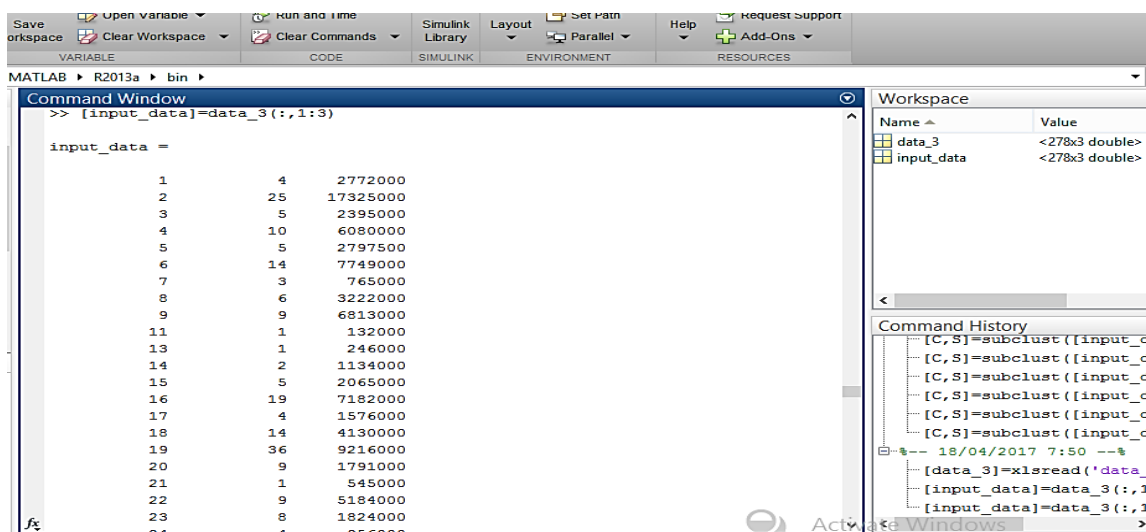 Save Open Variable Run and Time Simulink Layout Set Path Help Request Support
orkspace Clear Workspace Clear Commands Library Parallel Add-Ons
VARIABLE CODE SIMULINK ENVIRONMENT RESOURCES
MATLAB R2013a bin
Command Window
>> [input_data]=data_3(:,1:3)
input_data =
1 4 2772000
2 25 17325000
3 5 2395000
4 10 6080000
5 5 2797500
6 14 7749000
7 3 765000
8 6 3222000
9 9 6813000
11 1 132000
13 1 246000
14 2 1134000
15 5 2065000
16 19 7182000
17 4 1576000
18 14 4130000
19 36 9216000
20 9 1791000
21 1 545000
22 9 5184000
23 8 1824000
fx
Workspace
Name Value
data_3 <278x3 double>
input_data <278x3 double>
Command History
[C,S]=subclust([input_d
[C,S]=subclust([input_d
[C,S]=subclust([input_d
[C,S]=subclust([input_d
[C,S]=subclust([input_d
[C,S]=subclust([input_d
%-- 18/04/2017 7:50 --%
[data_3]=xlsread('data_
[input_data]=data_3(:,1
[input_data]=data_3(:,1
Activate Windows